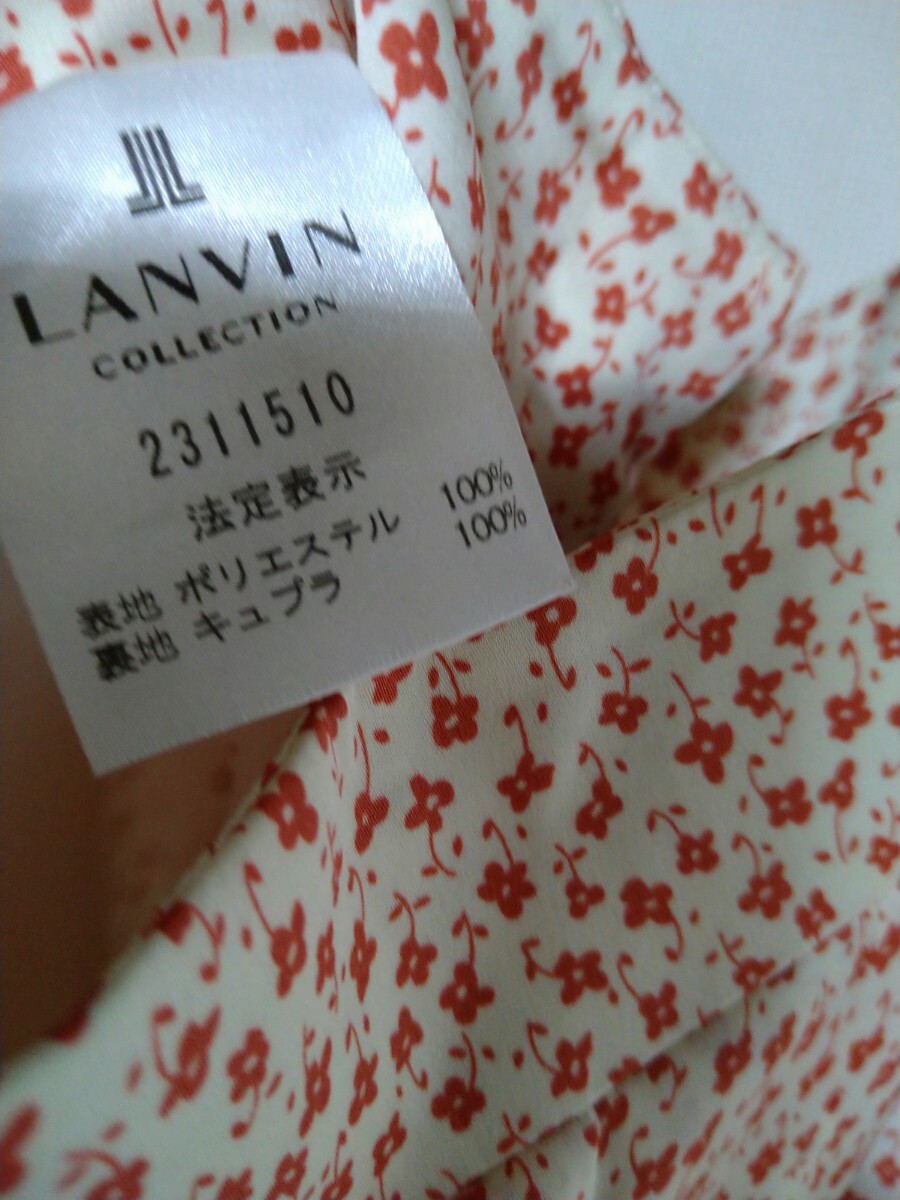 LANVIN
COLLECTION
2311510
法定表示
表地 ポリエステル 100%
裏地 キュプラ 100%